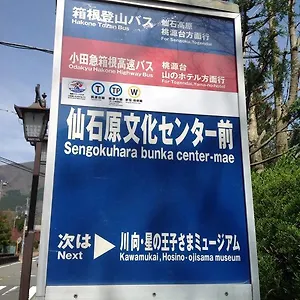 箱根登山バス
Hakone Tozan Bus
仙石高原
桃源台方面行
For Sengoku, Togendai
小田急箱根高速バス
Odakyu Hakone Highway Bus
桃源台
山のホテル方面行
For Togendai, Yama-no-hotel
T TP W
仙石原文化センター前
Sengokuhara bunka center-mae
次は
Next
川向・星の王子さまミュージアム
Kawamukai, Hosino-ojisama museum